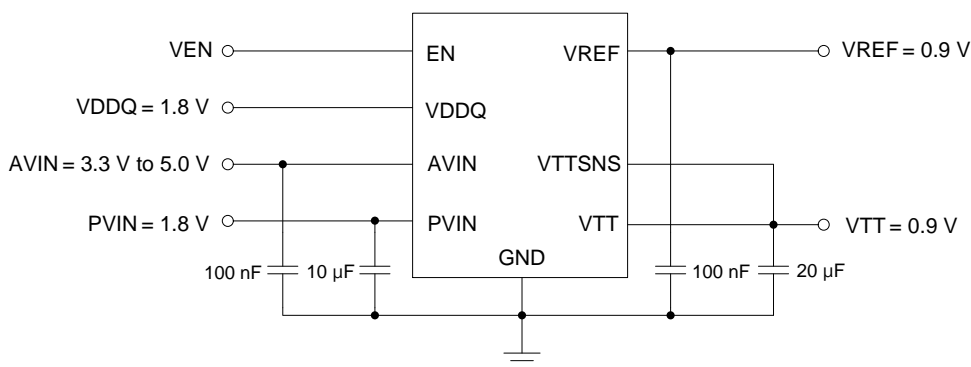 VEN
EN
VREF
VREF = 0.9 V
VDDQ = 1.8 V
VDDQ
AVIN = 3.3 V to 5.0 V
AVIN
VTTSNS
PVIN = 1.8 V
PVIN
VTT
VTT = 0.9 V
GND
100 nF
10 µF
100 nF
20 µF